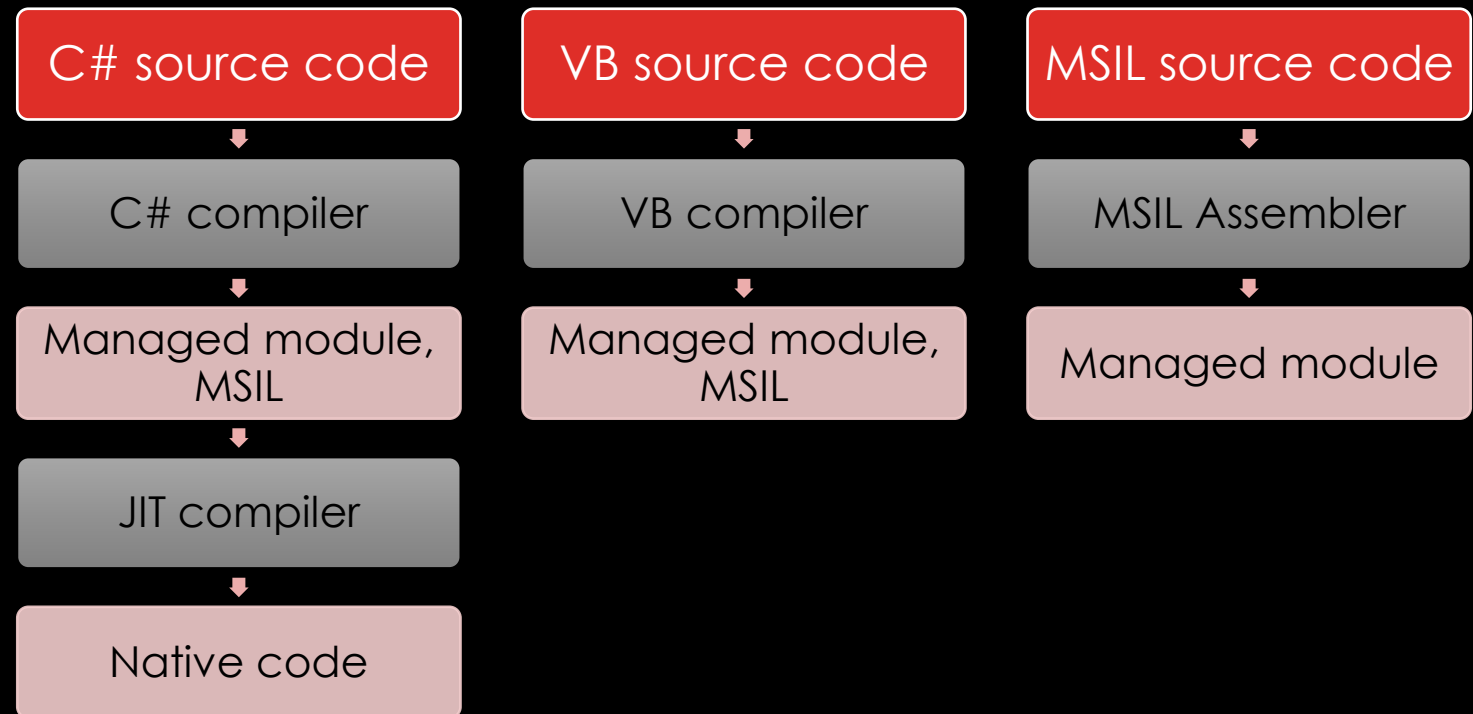 C# source code
C# compiler
Managed module,
MSIL
JIT compiler
Native code
VB source code
VB compiler
Managed module,
MSIL
MSIL source code
MSIL Assembler
Managed module